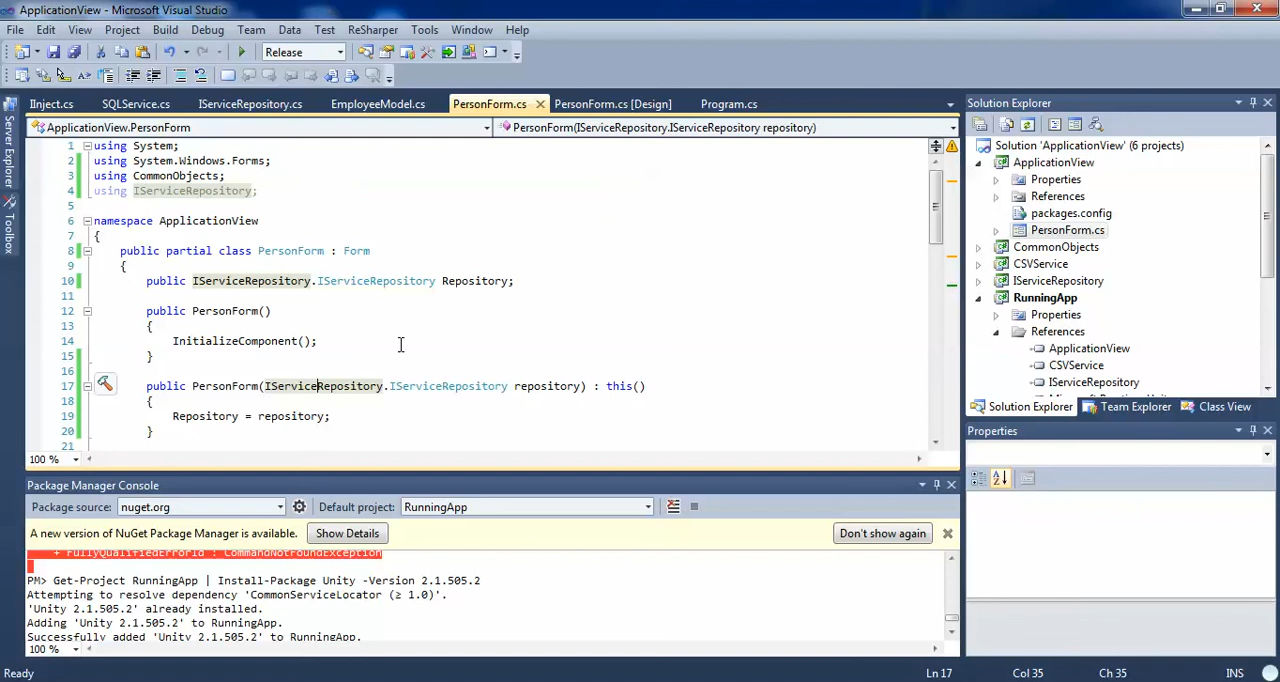 ApplicationView - Microsoft Visual Studio
File Edit View Project Build Debug Team Data Test ReSharper Tools Window Help
Release
IInject.cs SQLService.cs IServiceRepository.cs EmployeeModel.cs PersonForm.cs PersonForm.cs [Design] Program.cs
ApplicationView.PersonForm PersonForm(IServiceRepository.IServiceRepository repository)
1 using System;
2 using System.Windows.Forms;
3 using CommonObjects;
4 using IServiceRepository;
5
6 namespace ApplicationView
7 {
8 public partial class PersonForm : Form
9 {
10 public IServiceRepository.IServiceRepository Repository;
11
12 public PersonForm()
13 {
14 InitializeComponent();
15 }
16
17 public PersonForm(IServiceRepository.IServiceRepository repository) : this()
18 {
19 Repository = repository;
20 }
21
100 %
Server Explorer
Toolbox
Solution Explorer
Solution 'ApplicationView' (6 projects)
ApplicationView
Properties
References
packages.config
PersonForm.cs
CommonObjects
CSVService
IServiceRepository
RunningApp
Properties
References
ApplicationView
CSVService
IServiceRepository
Solution Explorer Team Explorer Class View
Properties
Package Manager Console
Package source: nuget.org Default project: RunningApp
A new version of NuGet Package Manager is available. Show Details Don't show again
+ FullyQualifiedErrorId : CommandNotFoundException
PM> Get-Project RunningApp | Install-Package Unity -Version 2.1.505.2
Attempting to resolve dependency 'CommonServiceLocator (≥ 1.0)'.
'Unity 2.1.505.2' already installed.
Adding 'Unity 2.1.505.2' to RunningApp.
Successfully added 'Unity 2.1.505.2' to RunningApp.
100 %
Ready Ln 17 Col 35 Ch 35 INS